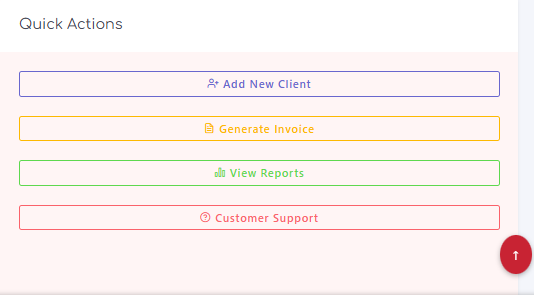 Quick Actions
Add New Client
Generate Invoice
View Reports
Customer Support